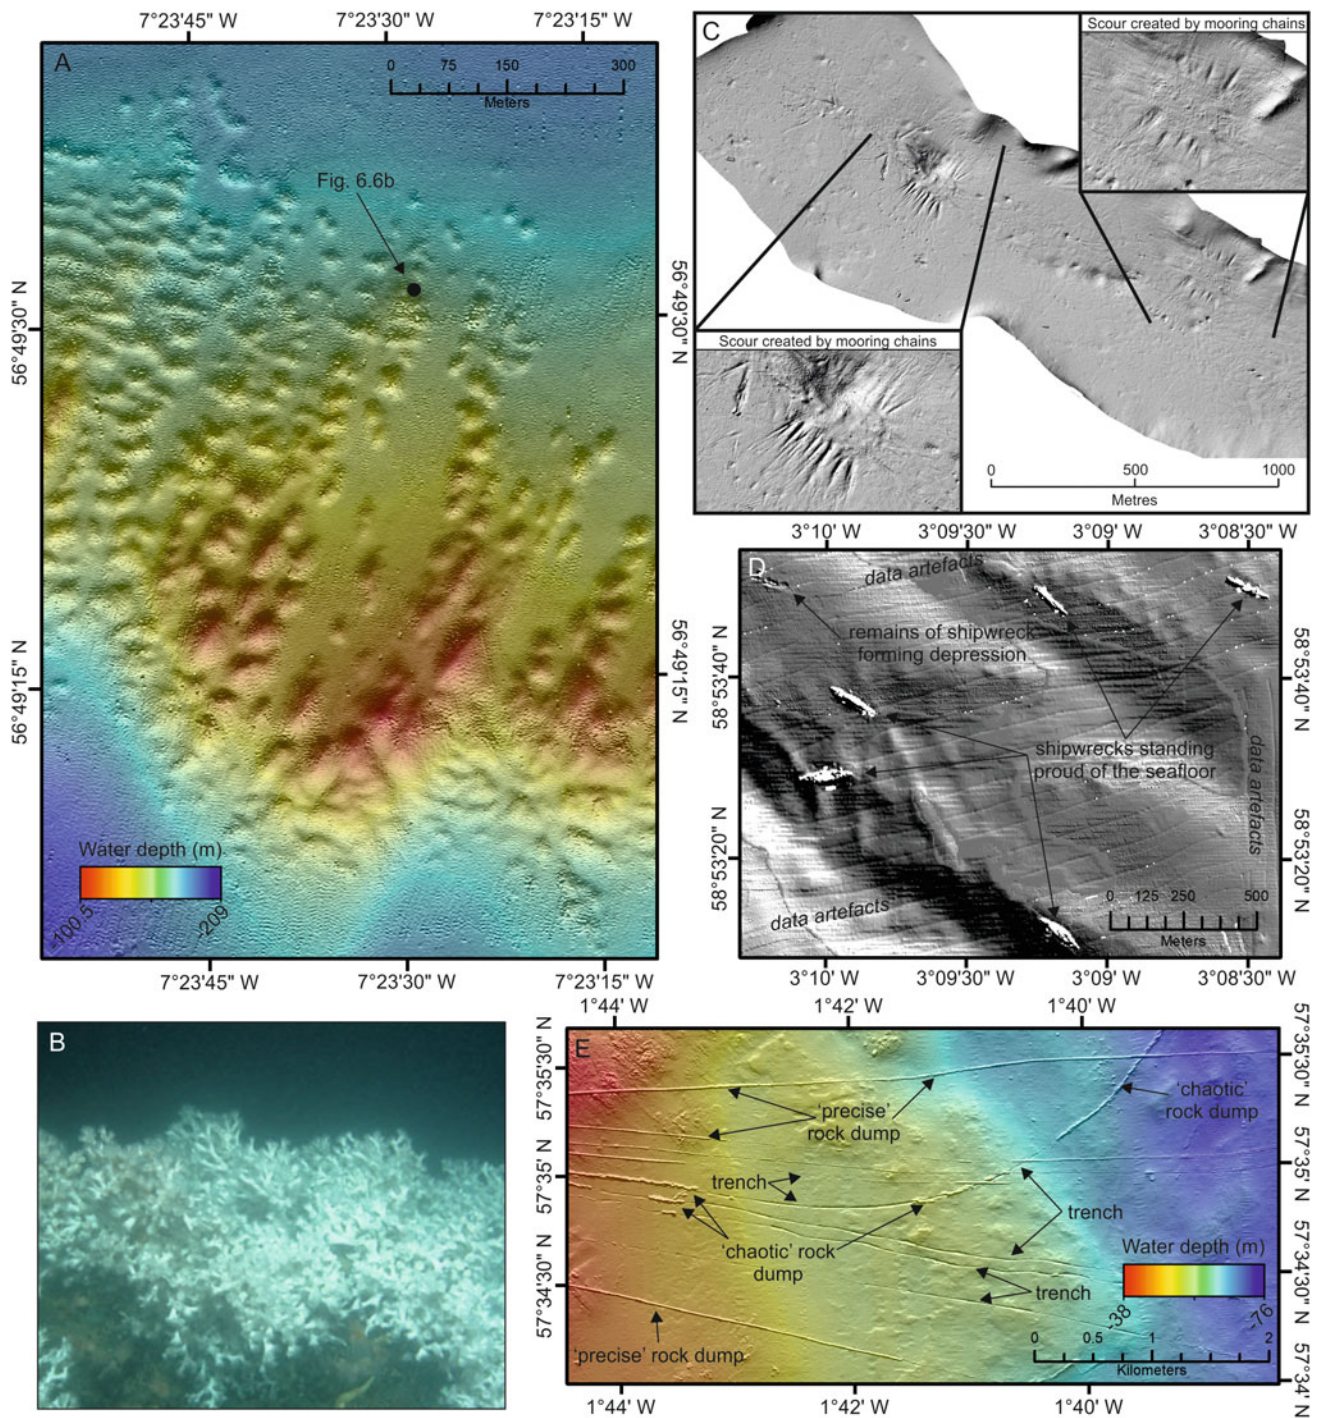 7°23'45" W 7°23'30" W 7°23'15" W
A
0 75 150 300
Meters
Fig. 6.6b
56°49'30" N
56°49'30" N
56°49'15" N
56°49'15" N
Water depth (m)
-100.5 -209
7°23'45" W 7°23'30" W 7°23'15" W
B
C
Scour created by mooring chains
Scour created by mooring chains
0 500 1000
Metres
3°10' W 3°09'30" W 3°09' W 3°08'30" W
D
data artefacts
remains of shipwreck
forming depression
58°53'40" N
58°53'40" N
shipwrecks standing
proud of the seafloor
data artefacts
58°53'20" N
58°53'20" N
data artefacts
0 125 250 500
Meters
3°10' W 3°09'30" W 3°09' W 3°08'30" W
1°44' W 1°42' W 1°40' W
E
57°35'30" N
57°35'30" N
'chaotic'
rock dump
'precise'
rock dump
57°35' N
57°35' N
trench
trench
'chaotic' rock
dump
Water depth (m)
-38 -76
57°34'30" N
57°34'30" N
trench
0 0.5 1 2
Kilometers
'precise' rock dump
57°34' N
1°44' W 1°42' W 1°40' W